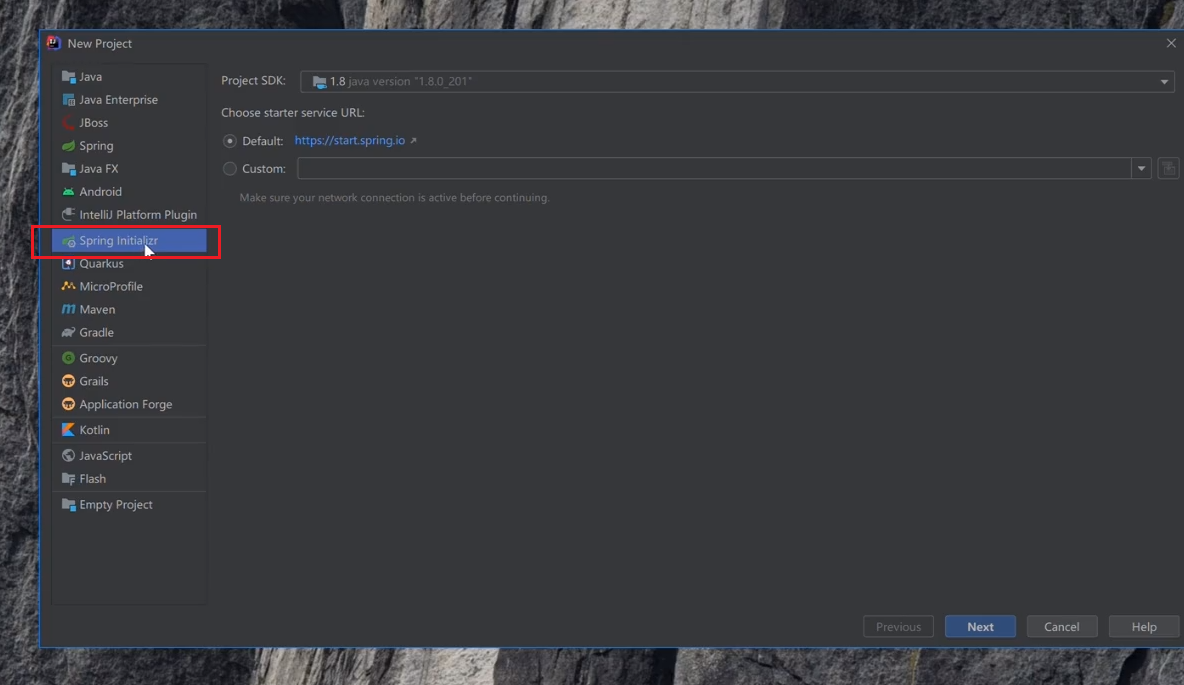 New Project
Java
Java Enterprise
JBoss
Spring
Java FX
Android
IntelliJ Platform Plugin
Spring Initializr
Quarkus
MicroProfile
Maven
Gradle
Groovy
Grails
Application Forge
Kotlin
JavaScript
Flash
Empty Project
Project SDK: 1.8 java version "1.8.0_201"
Choose starter service URL:
Default: https://start.spring.io
Custom:
Make sure your network connection is active before continuing.
Previous Next Cancel Help